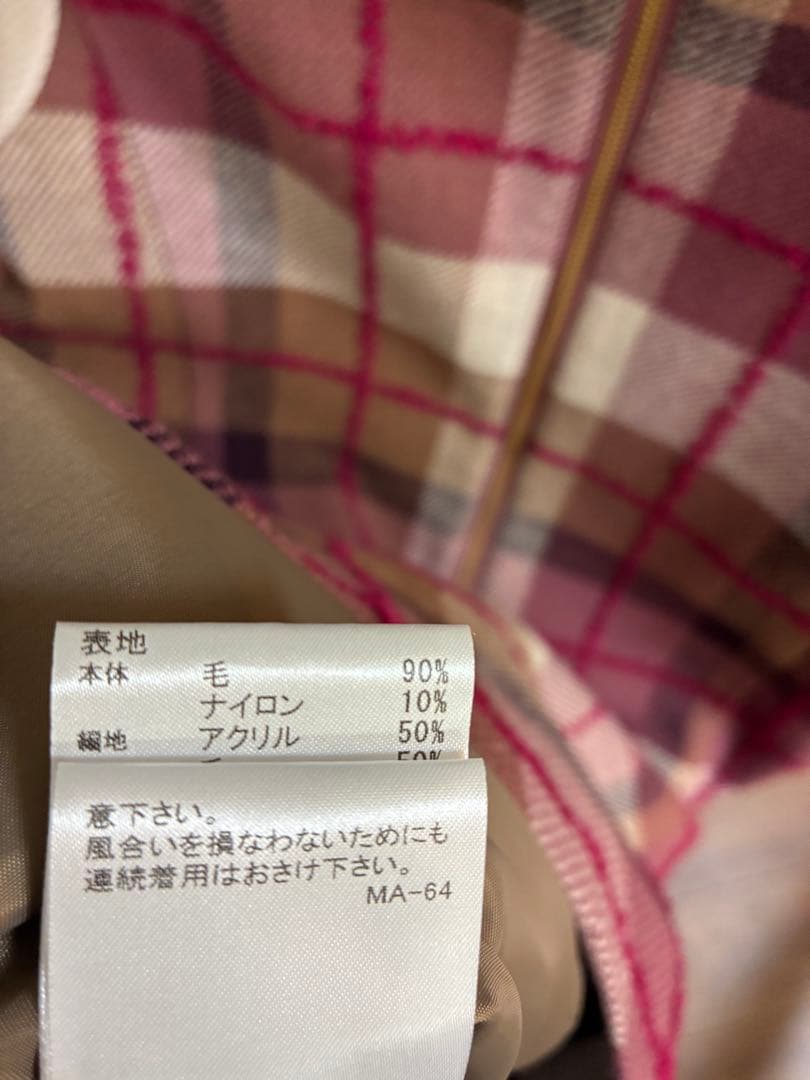 表地
本体 毛 90%
ナイロン 10%
編地 アクリル 50%
50%
意下さい。
風合いを損なわないためにも
連続着用はおさけ下さい。
MA-64